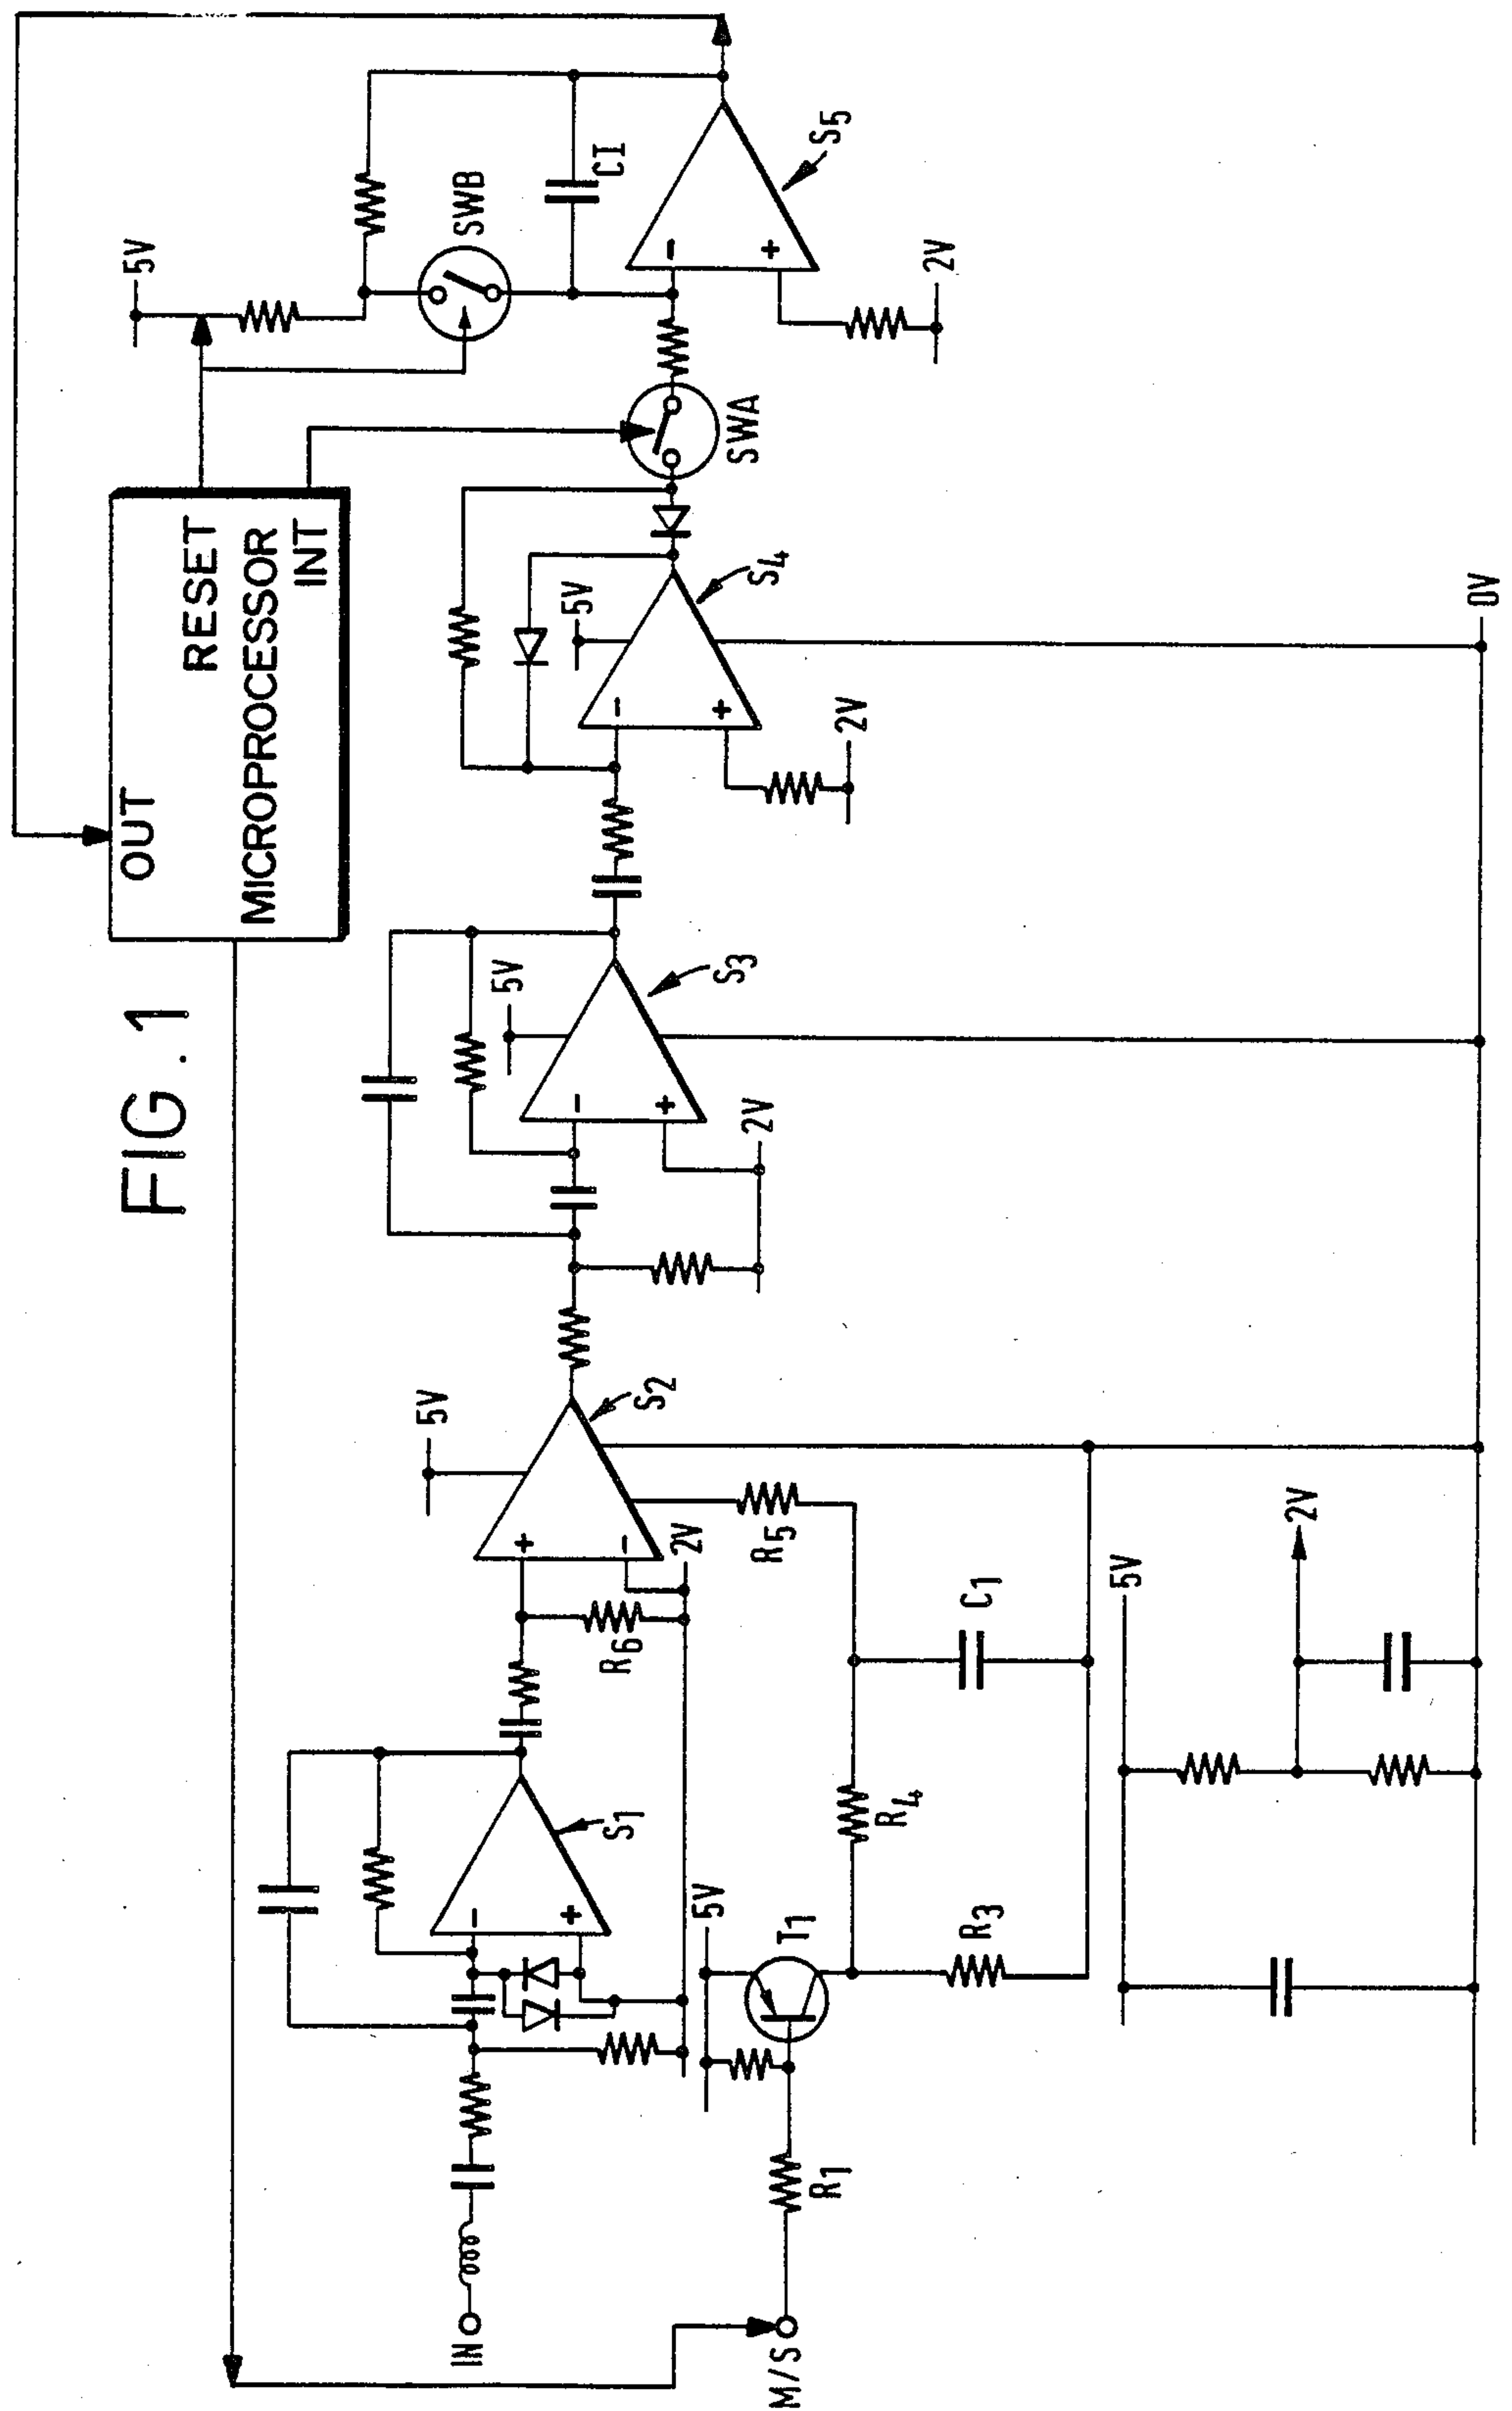 FIG. 1
OUT
RESET
MICROPROCESSOR
INT
5V
SWB
CI
S5
2V
SWA
5V
S4
2V
5V
S3
2V
5V
S2
2V
R6
R5
S1
IN
M/S
R1
5V
T1
R4
R3
C1
5V
2V
0V